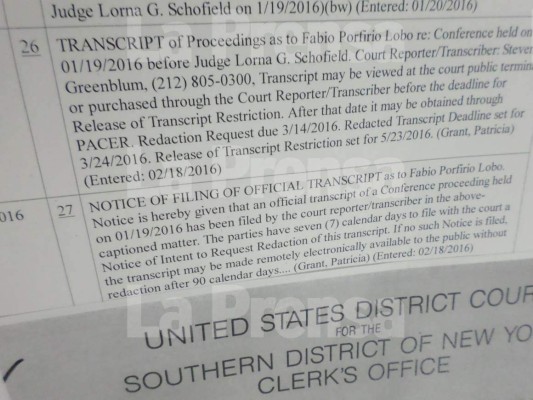 Judge Lorna G. Schofield on 1/19/2016)(bw) (Entered: 01/20/2016)
26 TRANSCRIPT of Proceedings as to Fabio Porfirio Lobo re: Conference held on
01/19/2016 before Judge Lorna G. Schofield. Court Reporter/Transcriber: Steven
Greenblum, (212) 805-0300, Transcript may be viewed at the court public termina
or purchased through the Court Reporter/Transcriber before the deadline for
Release of Transcript Restriction. After that date it may be obtained through
PACER. Redaction Request due 3/14/2016. Redacted Transcript Deadline set for
3/24/2016. Release of Transcript Restriction set for 5/23/2016. (Grant, Patricia)
(Entered: 02/18/2016)
016 27 NOTICE OF FILING OF OFFICIAL TRANSCRIPT as to Fabio Porfirio Lobo.
Notice is hereby given that an official transcript of a Conference proceeding held
on 01/19/2016 has been filed by the court reporter/transcriber in the above-
captioned matter. The parties have seven (7) calendar days to file with the court a
Notice of Intent to Request Redaction of this transcript. If no such Notice is filed,
the transcript may be made remotely electronically available to the public without
redaction after 90 calendar days.... (Grant, Patricia) (Entered: 02/18/2016)
La Prensa
UNITED STATES DISTRICT COUR
FOR THE
SOUTHERN DISTRICT OF NEW YO
CLERK'S OFFICE